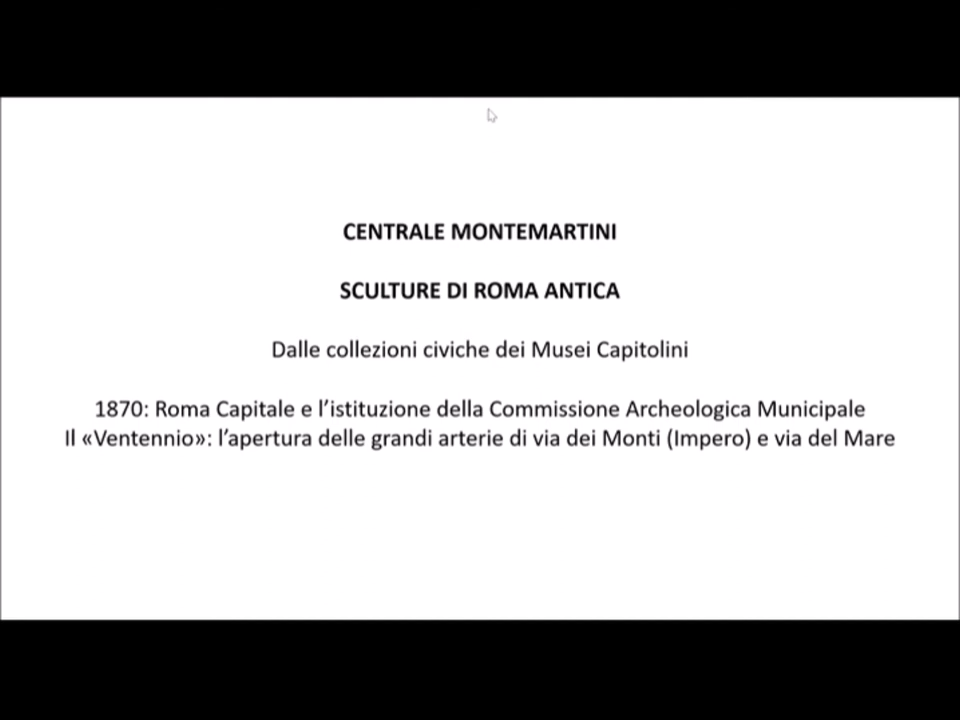 CENTRALE MONTEMARTINI
SCULTURE DI ROMA ANTICA
Dalle collezioni civiche dei Musei Capitolini
1870: Roma Capitale e l’istituzione della Commissione Archeologica Municipale
Il «Ventennio»: l’apertura delle grandi arterie di via dei Monti (Impero) e via del Mare